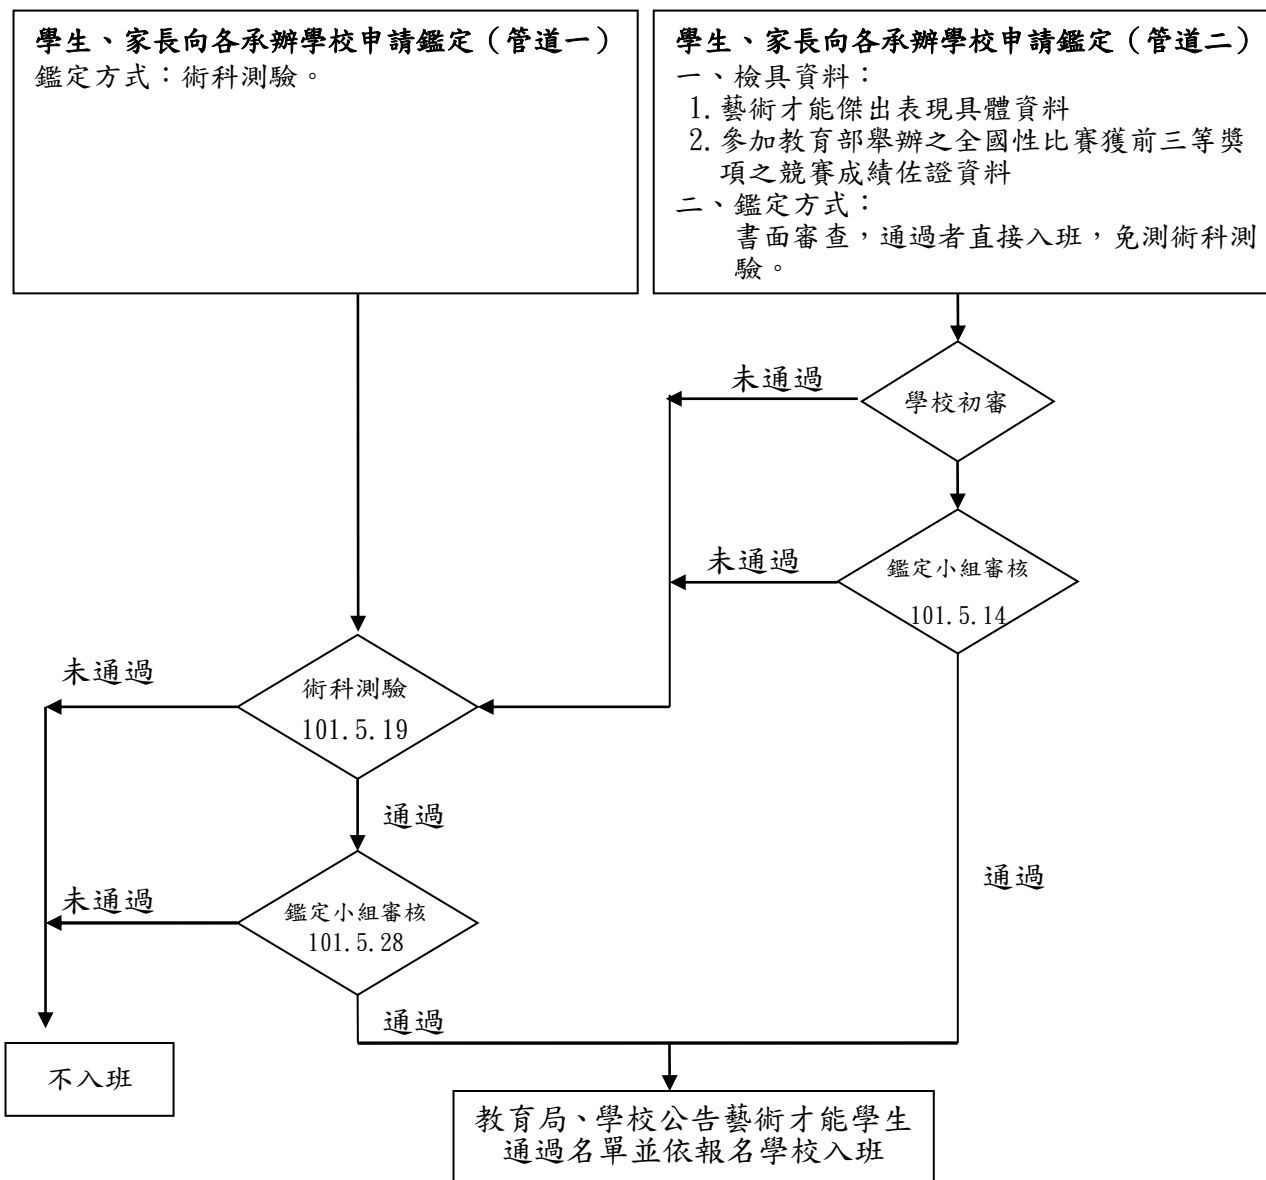 學生、家長向各承辦學校申請鑑定（管道一）
鑑定方式：術科測驗。
學生、家長向各承辦學校申請鑑定（管道二）
一、檢具資料：
1.藝術才能傑出表現具體資料
2.參加教育部舉辦之全國性比賽獲前三等獎
項之競賽成績佐證資料
二、鑑定方式：
書面審查，通過者直接入班，免測術科測
驗。
未通過
學校初審
未通過
鑑定小組審核
101.5.14
未通過
術科測驗
101.5.19
通過
通過
未通過
鑑定小組審核
101.5.28
通過
不入班
教育局、學校公告藝術才能學生
通過名單並依報名學校入班